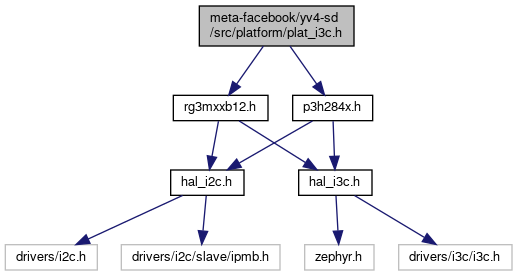 meta-facebook/yv4-sd
/src/platform/plat_i3c.h
rg3mxxb12.h
p3h284x.h
hal_i2c.h
hal_i3c.h
drivers/i2c.h
drivers/i2c/slave/ipmb.h
zephyr.h
drivers/i3c/i3c.h